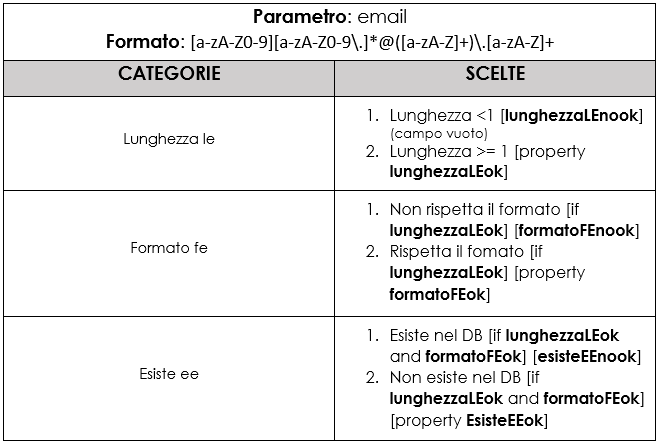 Parametro: email
Formato: [a-zA-Z0-9][a-zA-Z0-9\.]*@([a-zA-Z]+)\.[a-zA-Z]+
CATEGORIE
SCELTE
Lunghezza le
1. Lunghezza <1 [lunghezzaLEnook]
(campo vuoto)
2. Lunghezza >= 1 [property
lunghezzaLEok]
Formato fe
1. Non rispetta il formato [if
lunghezzaLEok] [formatoFEnook]
2. Rispetta il fomato [if
lunghezzaLEok] [property
formatoFEok]
Esiste ee
1. Esiste nel DB [if lunghezzaLEok
and formatoFEok] [esisteEEnook]
2. Non esiste nel DB [if
lunghezzaLEok and formatoFEok]
[property EsisteEEok]